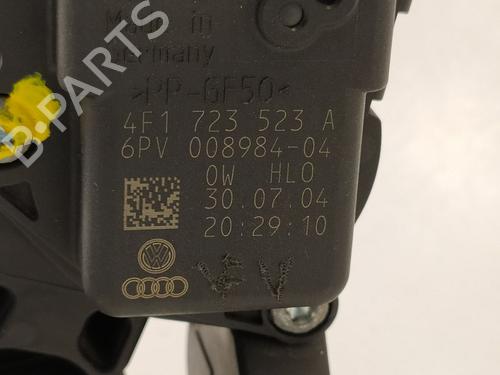 Made in
Germany
>PP-GF50<
4F1 723 523 A
6PV 008984-04
0W HL0
30.07.04
20:29:10
B-PARTS